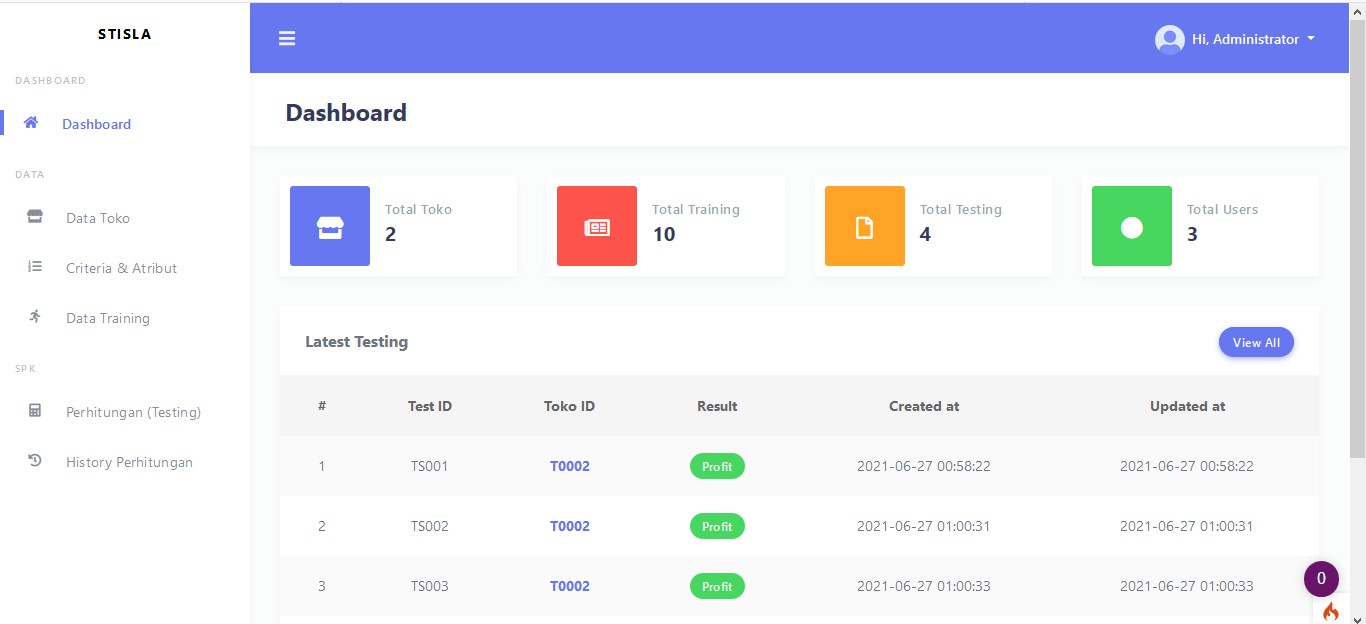 STISLA
Hi, Administrator
DASHBOARD
Dashboard
DATA
Data Toko
Criteria & Atribut
Data Training
SPK
Perhitungan (Testing)
History Perhitungan
Dashboard
Total Toko
2
Total Training
10
Total Testing
4
Total Users
3
Latest Testing
View All
# Test ID Toko ID Result Created at Updated at
1 TS001 T0002 Profit 2021-06-27 00:58:22 2021-06-27 00:58:22
2 TS002 T0002 Profit 2021-06-27 01:00:31 2021-06-27 01:00:31
3 TS003 T0002 Profit 2021-06-27 01:00:33 2021-06-27 01:00:33
0